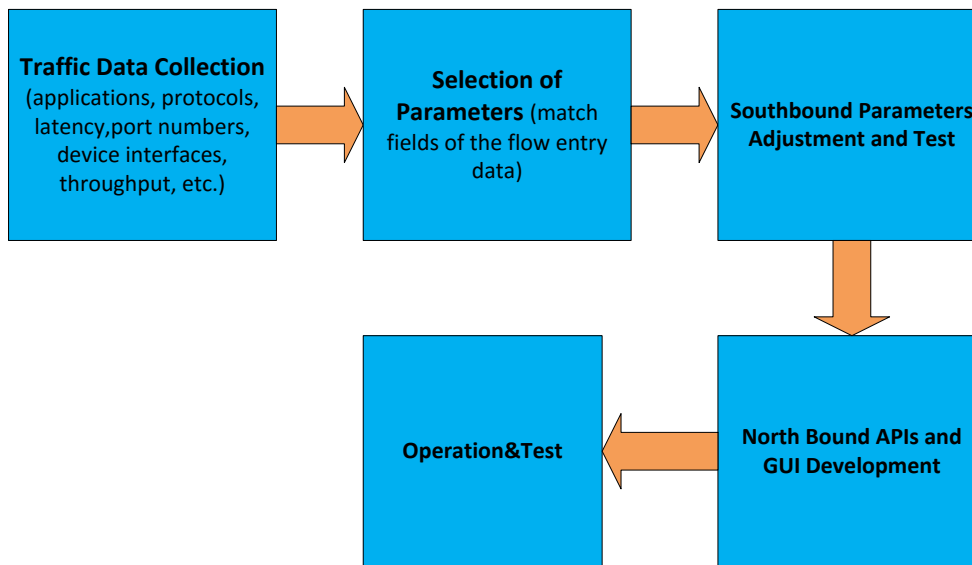 Traffic Data Collection
(applications, protocols,
latency,port numbers,
device interfaces,
throughput, etc.)
Selection of
Parameters (match
fields of the flow entry
data)
Southbound Parameters
Adjustment and Test
Operation&Test
North Bound APIs and
GUI Development